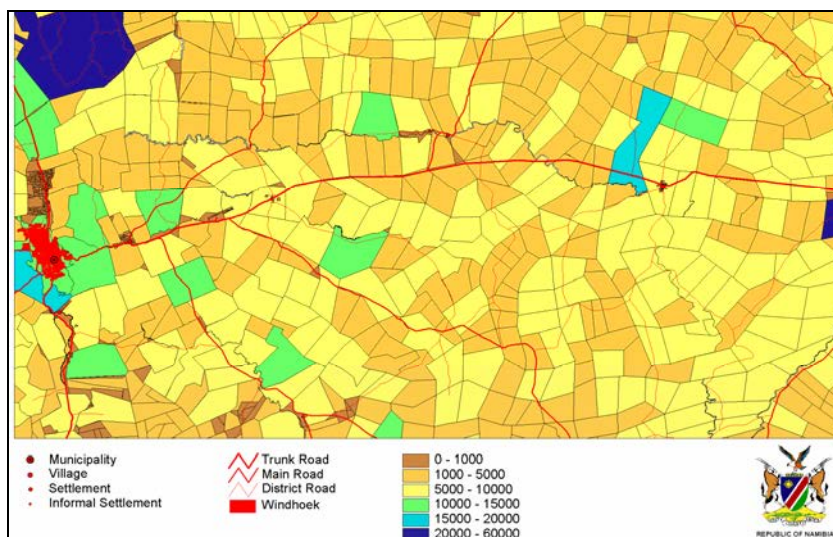 Municipality
Village
Settlement
Informal Settlement
Trunk Road
Main Road
District Road
Windhoek
0 - 1000
1000 - 5000
5000 - 10000
10000 - 15000
15000 - 20000
20000 - 60000
REPUBLIC OF NAMIBIA